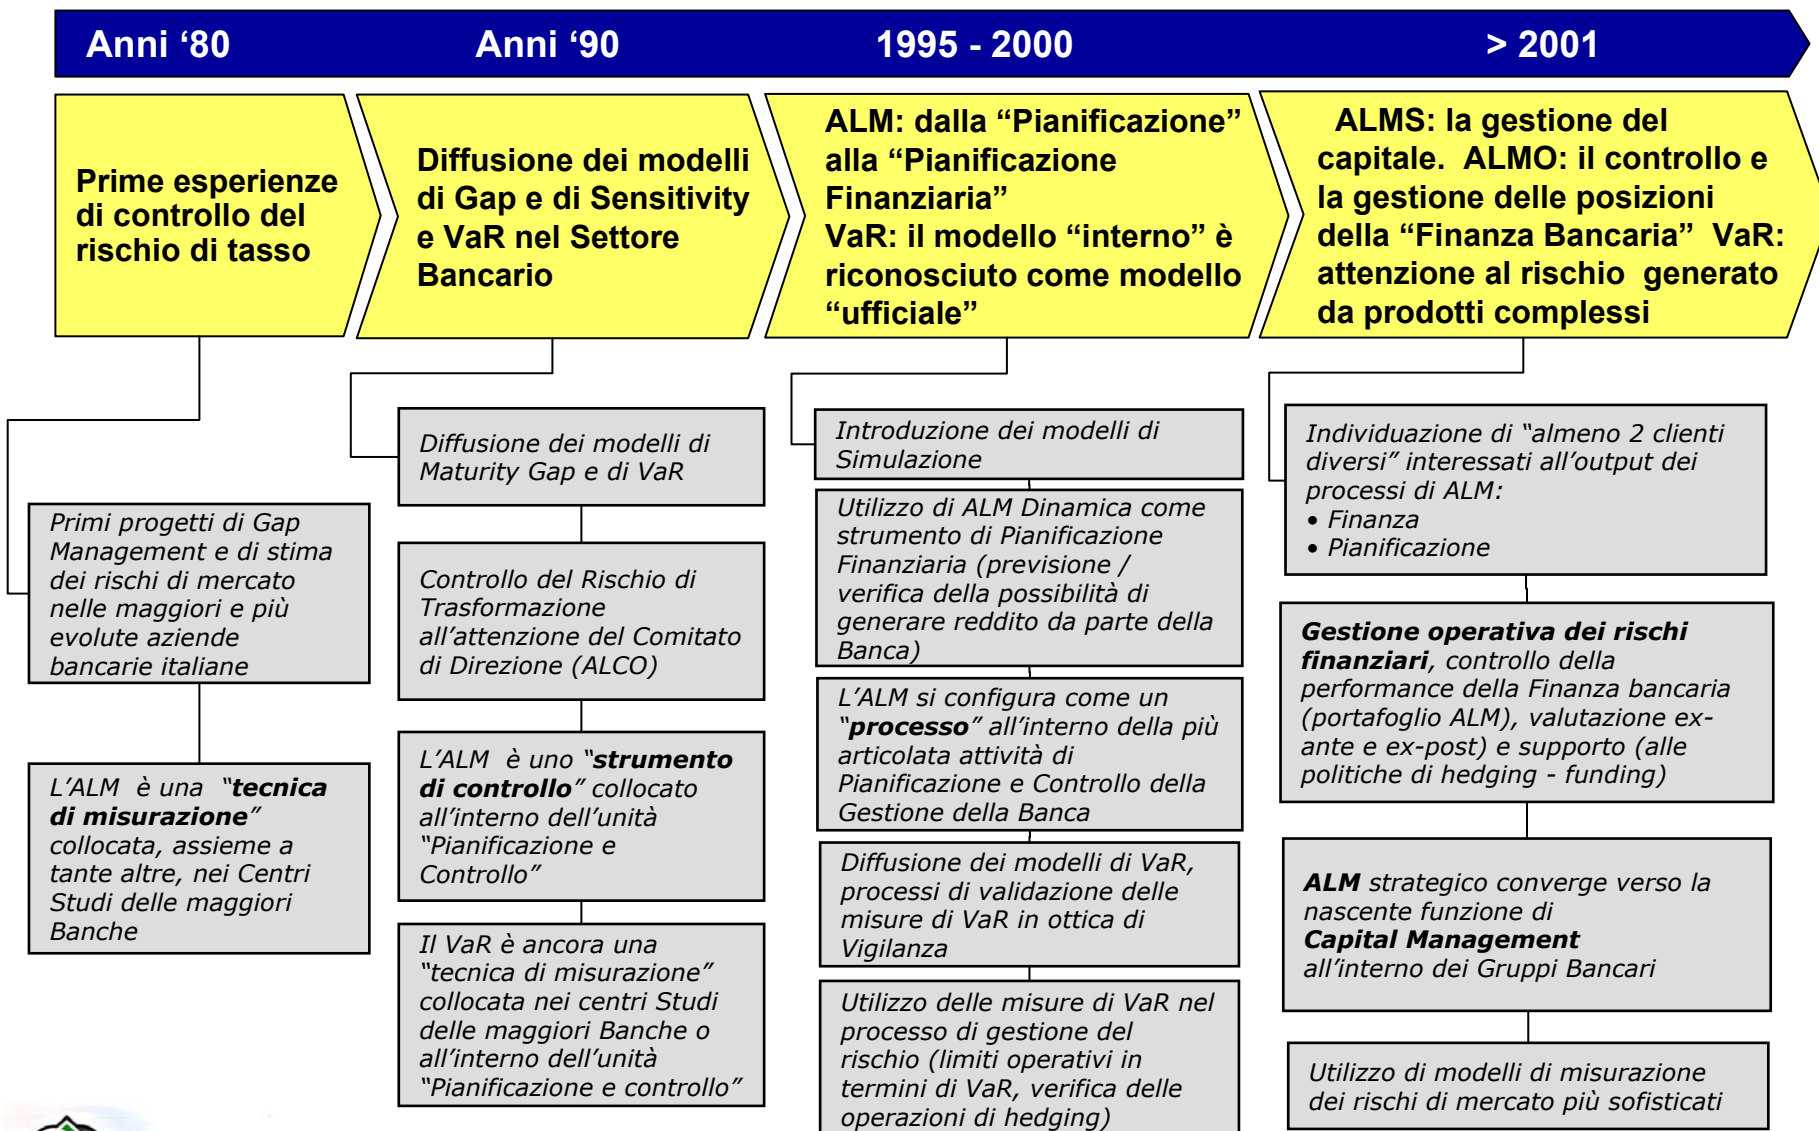 Anni ‘80
Anni ‘90
1995 - 2000
> 2001
Prime esperienze
di controllo del
rischio di tasso
Diffusione dei modelli
di Gap e di Sensitivity
e VaR nel Settore
Bancario
ALM: dalla “Pianificazione”
alla “Pianificazione
Finanziaria”
VaR: il modello “interno” è
riconosciuto come modello
“ufficiale”
ALMS: la gestione del
capitale. ALMO: il controllo e
la gestione delle posizioni
della “Finanza Bancaria” VaR:
attenzione al rischio generato
da prodotti complessi
Primi progetti di Gap
Management e di stima
dei rischi di mercato
nelle maggiori e più
evolute aziende
bancarie italiane
L’ALM è una “tecnica
di misurazione”
collocata, assieme a
tante altre, nei Centri
Studi delle maggiori
Banche
Diffusione dei modelli di
Maturity Gap e di VaR
Controllo del Rischio di
Trasformazione
all’attenzione del Comitato
di Direzione (ALCO)
L’ALM è uno “strumento
di controllo” collocato
all’interno dell’unità
“Pianificazione e
Controllo”
Il VaR è ancora una
“tecnica di misurazione”
collocata nei centri Studi
delle maggiori Banche o
all’interno dell’unità
“Pianificazione e controllo”
Introduzione dei modelli di
Simulazione
Utilizzo di ALM Dinamica come
strumento di Pianificazione
Finanziaria (previsione /
verifica della possibilità di
generare reddito da parte della
Banca)
L’ALM si configura come un
“processo” all’interno della più
articolata attività di
Pianificazione e Controllo della
Gestione della Banca
Diffusione dei modelli di VaR,
processi di validazione delle
misure di VaR in ottica di
Vigilanza
Utilizzo delle misure di VaR nel
processo di gestione del
rischio (limiti operativi in
termini di VaR, verifica delle
operazioni di hedging)
Individuazione di “almeno 2 clienti
diversi” interessati all’output dei
processi di ALM:
• Finanza
• Pianificazione
Gestione operativa dei rischi
finanziari, controllo della
performance della Finanza bancaria
(portafoglio ALM), valutazione ex-
ante e ex-post) e supporto (alle
politiche di hedging - funding)
ALM strategico converge verso la
nascente funzione di
Capital Management
all’interno dei Gruppi Bancari
Utilizzo di modelli di misurazione
dei rischi di mercato più sofisticati